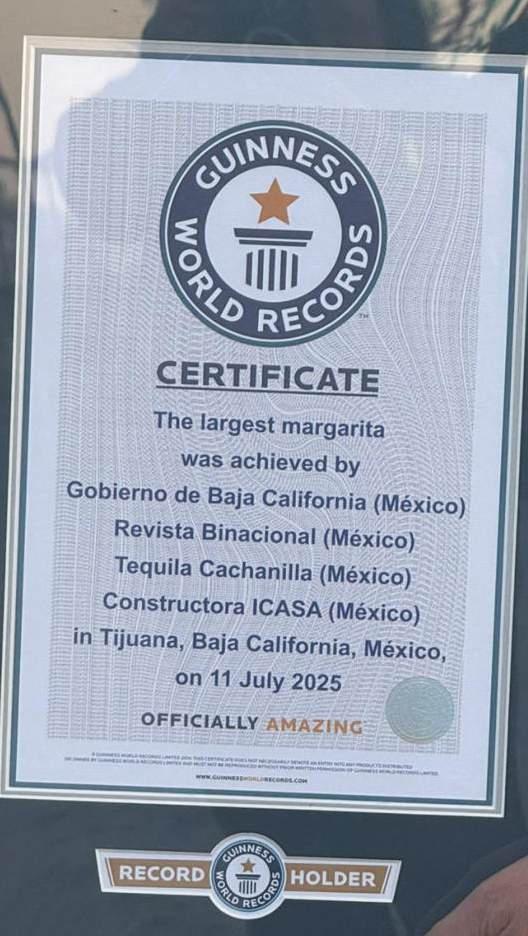 GUINNESS
WORLD RECORDS
TM
CERTIFICATE
The largest margarita
was achieved by
Gobierno de Baja California (México)
Revista Binacional (México)
Tequila Cachanilla (México)
Constructora ICASA (México)
in Tijuana, Baja California, México,
on 11 July 2025
OFFICIALLY AMAZING
WWW.GUINNESSWORLDRECORDS.COM
RECORD GUINNESS WORLD RECORDS HOLDER